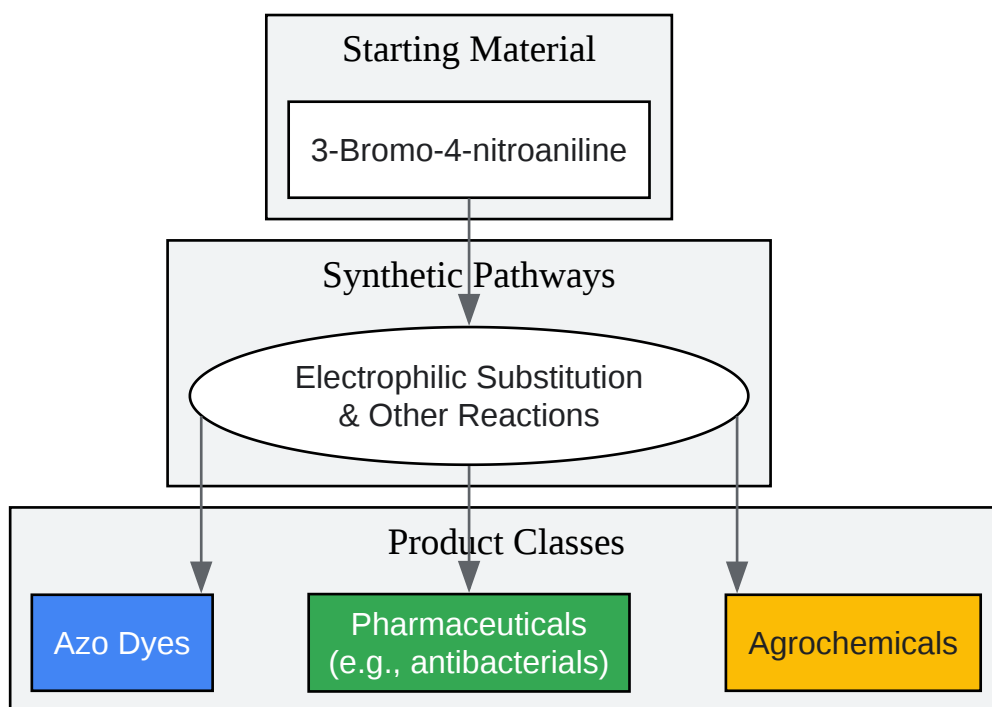 Starting Material
3-Bromo-4-nitroaniline
Synthetic Pathways
Electrophilic Substitution
& Other Reactions
Product Classes
Azo Dyes
Pharmaceuticals
(e.g., antibacterials)
Agrochemicals